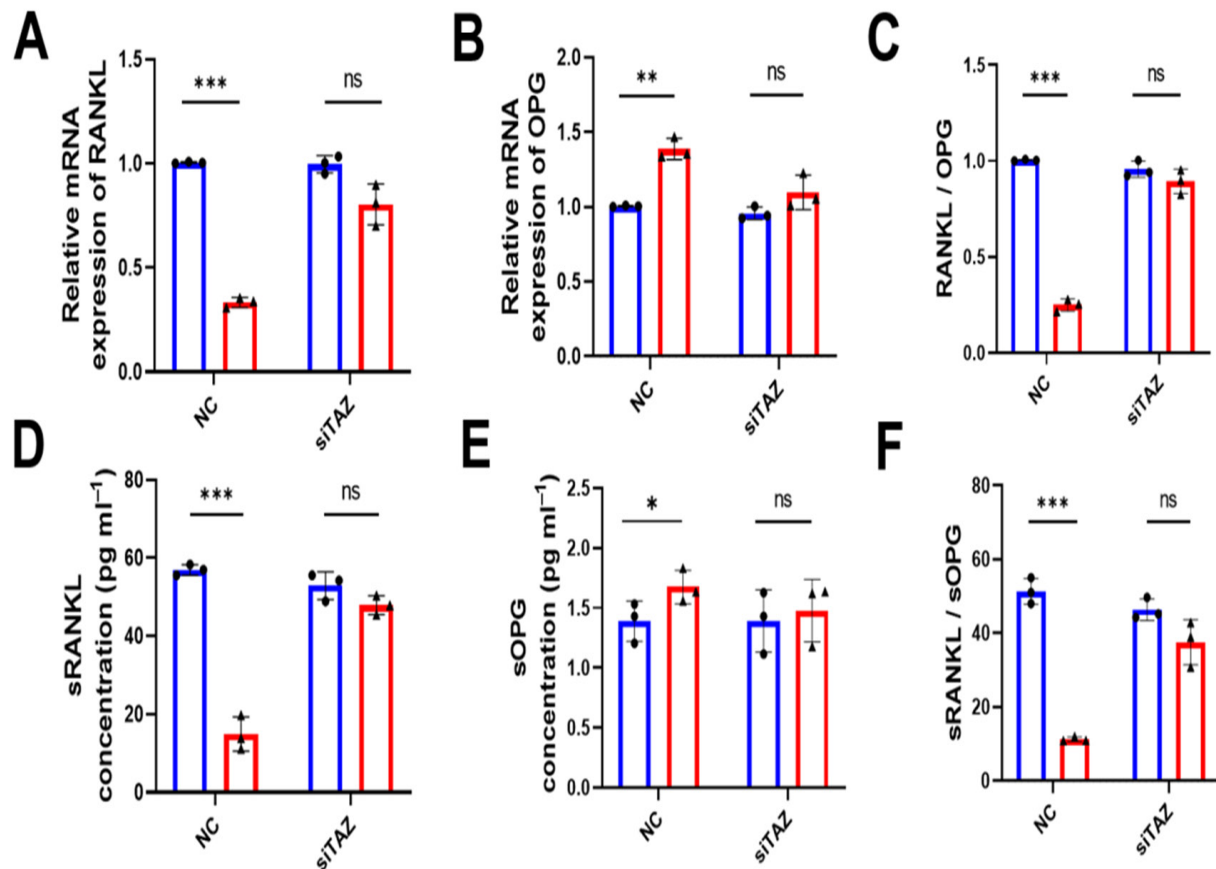 A
Relative mRNA
expression of RANKL
1.5
1.0
0.5
0.0
***
ns
NC
siTAZ
B
Relative mRNA
expression of OPG
2.0
1.5
1.0
0.5
0.0
**
ns
NC
siTAZ
C
RANKL / OPG
1.5
1.0
0.5
0.0
***
ns
NC
siTAZ
D
sRANKL
concentration (pg ml⁻¹)
80
60
40
20
0
***
ns
NC
siTAZ
E
sOPG
concentration (pg ml⁻¹)
2.5
2.0
1.5
1.0
0.5
0.0
*
ns
NC
siTAZ
F
sRANKL / sOPG
80
60
40
20
0
***
ns
NC
siTAZ